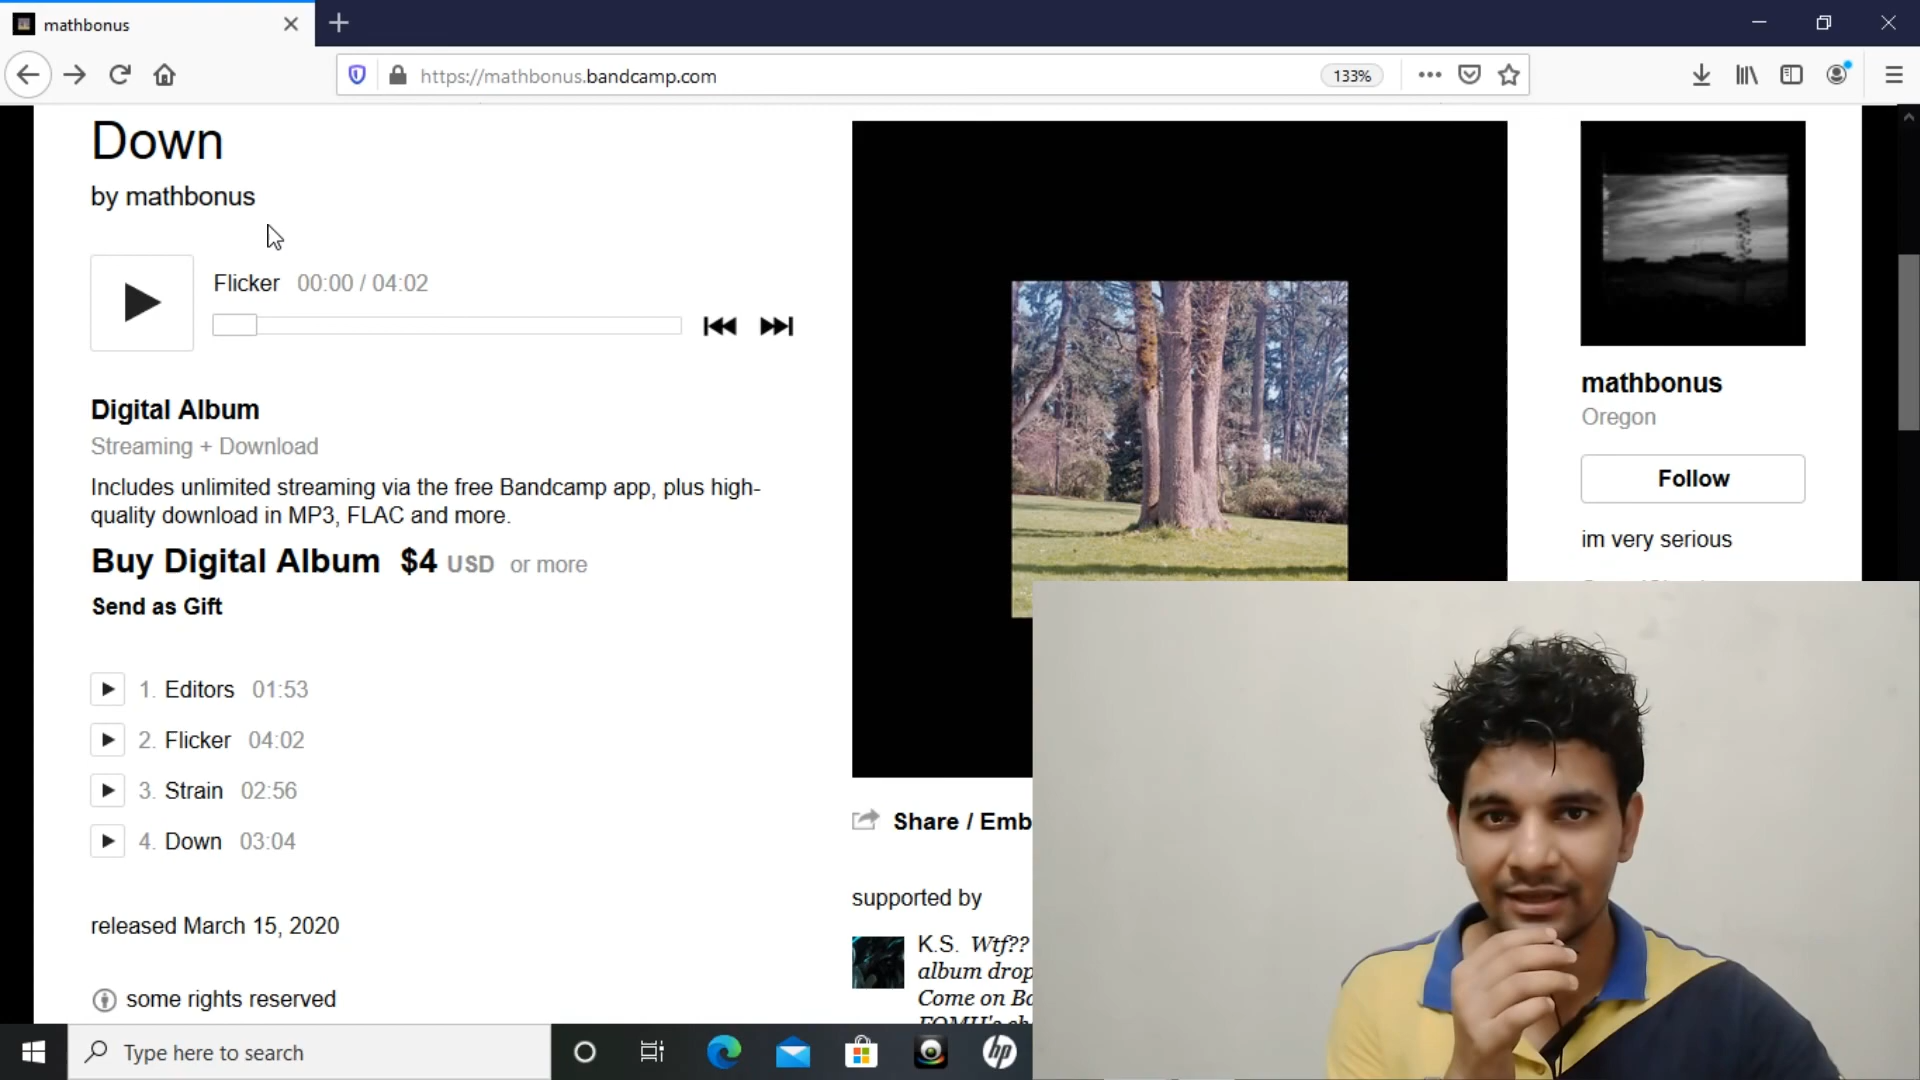 mathbonus
https://mathbonus.bandcamp.com
133%
Down
by mathbonus
Flicker 00:00 / 04:02
Digital Album
Streaming + Download
Includes unlimited streaming via the free Bandcamp app, plus high-
quality download in MP3, FLAC and more.
Buy Digital Album $4 USD or more
Send as Gift
1. Editors 01:53
2. Flicker 04:02
3. Strain 02:56
4. Down 03:04
released March 15, 2020
some rights reserved
Share / Emb
supported by
K.S. Wtf??
album drop
Come on Bo
mathbonus
Oregon
Follow
im very serious
Type here to search
hp